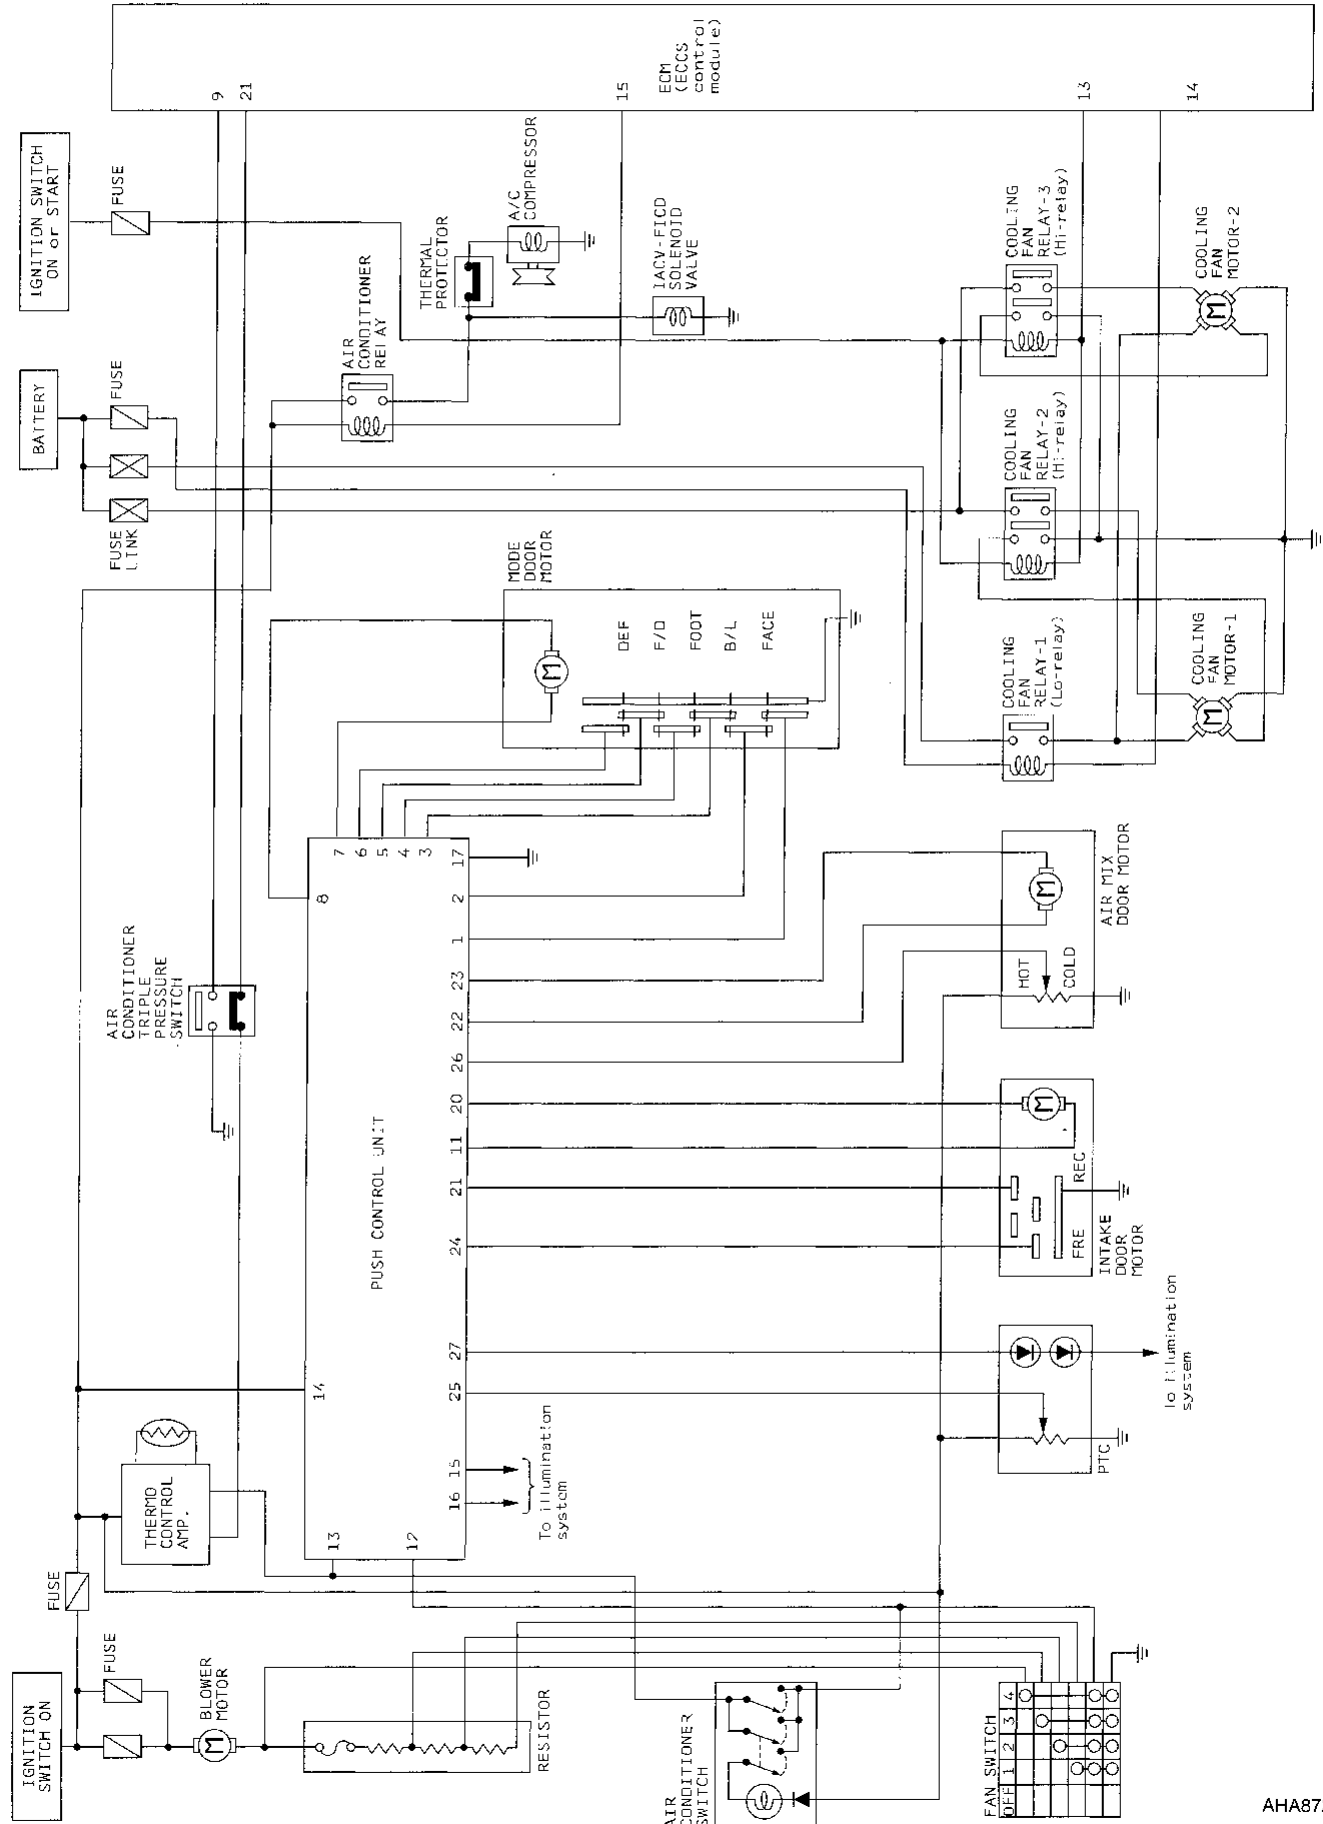 ECM
(ECCS
control
module)
9
21
15
13
14
IGNITION SWITCH
ON or START
FUSE
BATTERY
FUSE
FUSE
LINK
AIR
CONDITIONER
RELAY
THERMAL
PROTECTOR
A/C
COMPRESSOR
IACV-FICD
SOLENOID
VALVE
COOLING
FAN
RELAY-3
(Hi-relay)
COOLING
FAN
MOTOR-2
COOLING
FAN
RELAY-2
(Hi-relay)
COOLING
FAN
RELAY-1
(Lo-relay)
COOLING
FAN
MOTOR-1
MODE
DOOR
MOTOR
DEF
F/D
FOOT
B/L
FACE
AIR
CONDITIONER
TRIPLE
PRESSURE
SWITCH
PUSH CONTROL UNIT
8
7
6
5
4
3
17
2
1
23
22
26
20
11
21
24
27
25
15
16
14
13
12
M
M
M
HOT
COLD
AIR MIX
DOOR MOTOR
M
M
REC
FRE
INTAKE
DOOR
MOTOR
M
To illumination
system
PTC
To illumination
system
THERMO
CONTROL
AMP.
FUSE
IGNITION
SWITCH ON
FUSE
BLOWER
MOTOR
M
RESISTOR
AIR
CONDITIONER
SWITCH
FAN SWITCH
OFF 1 2 3 4
AHA87